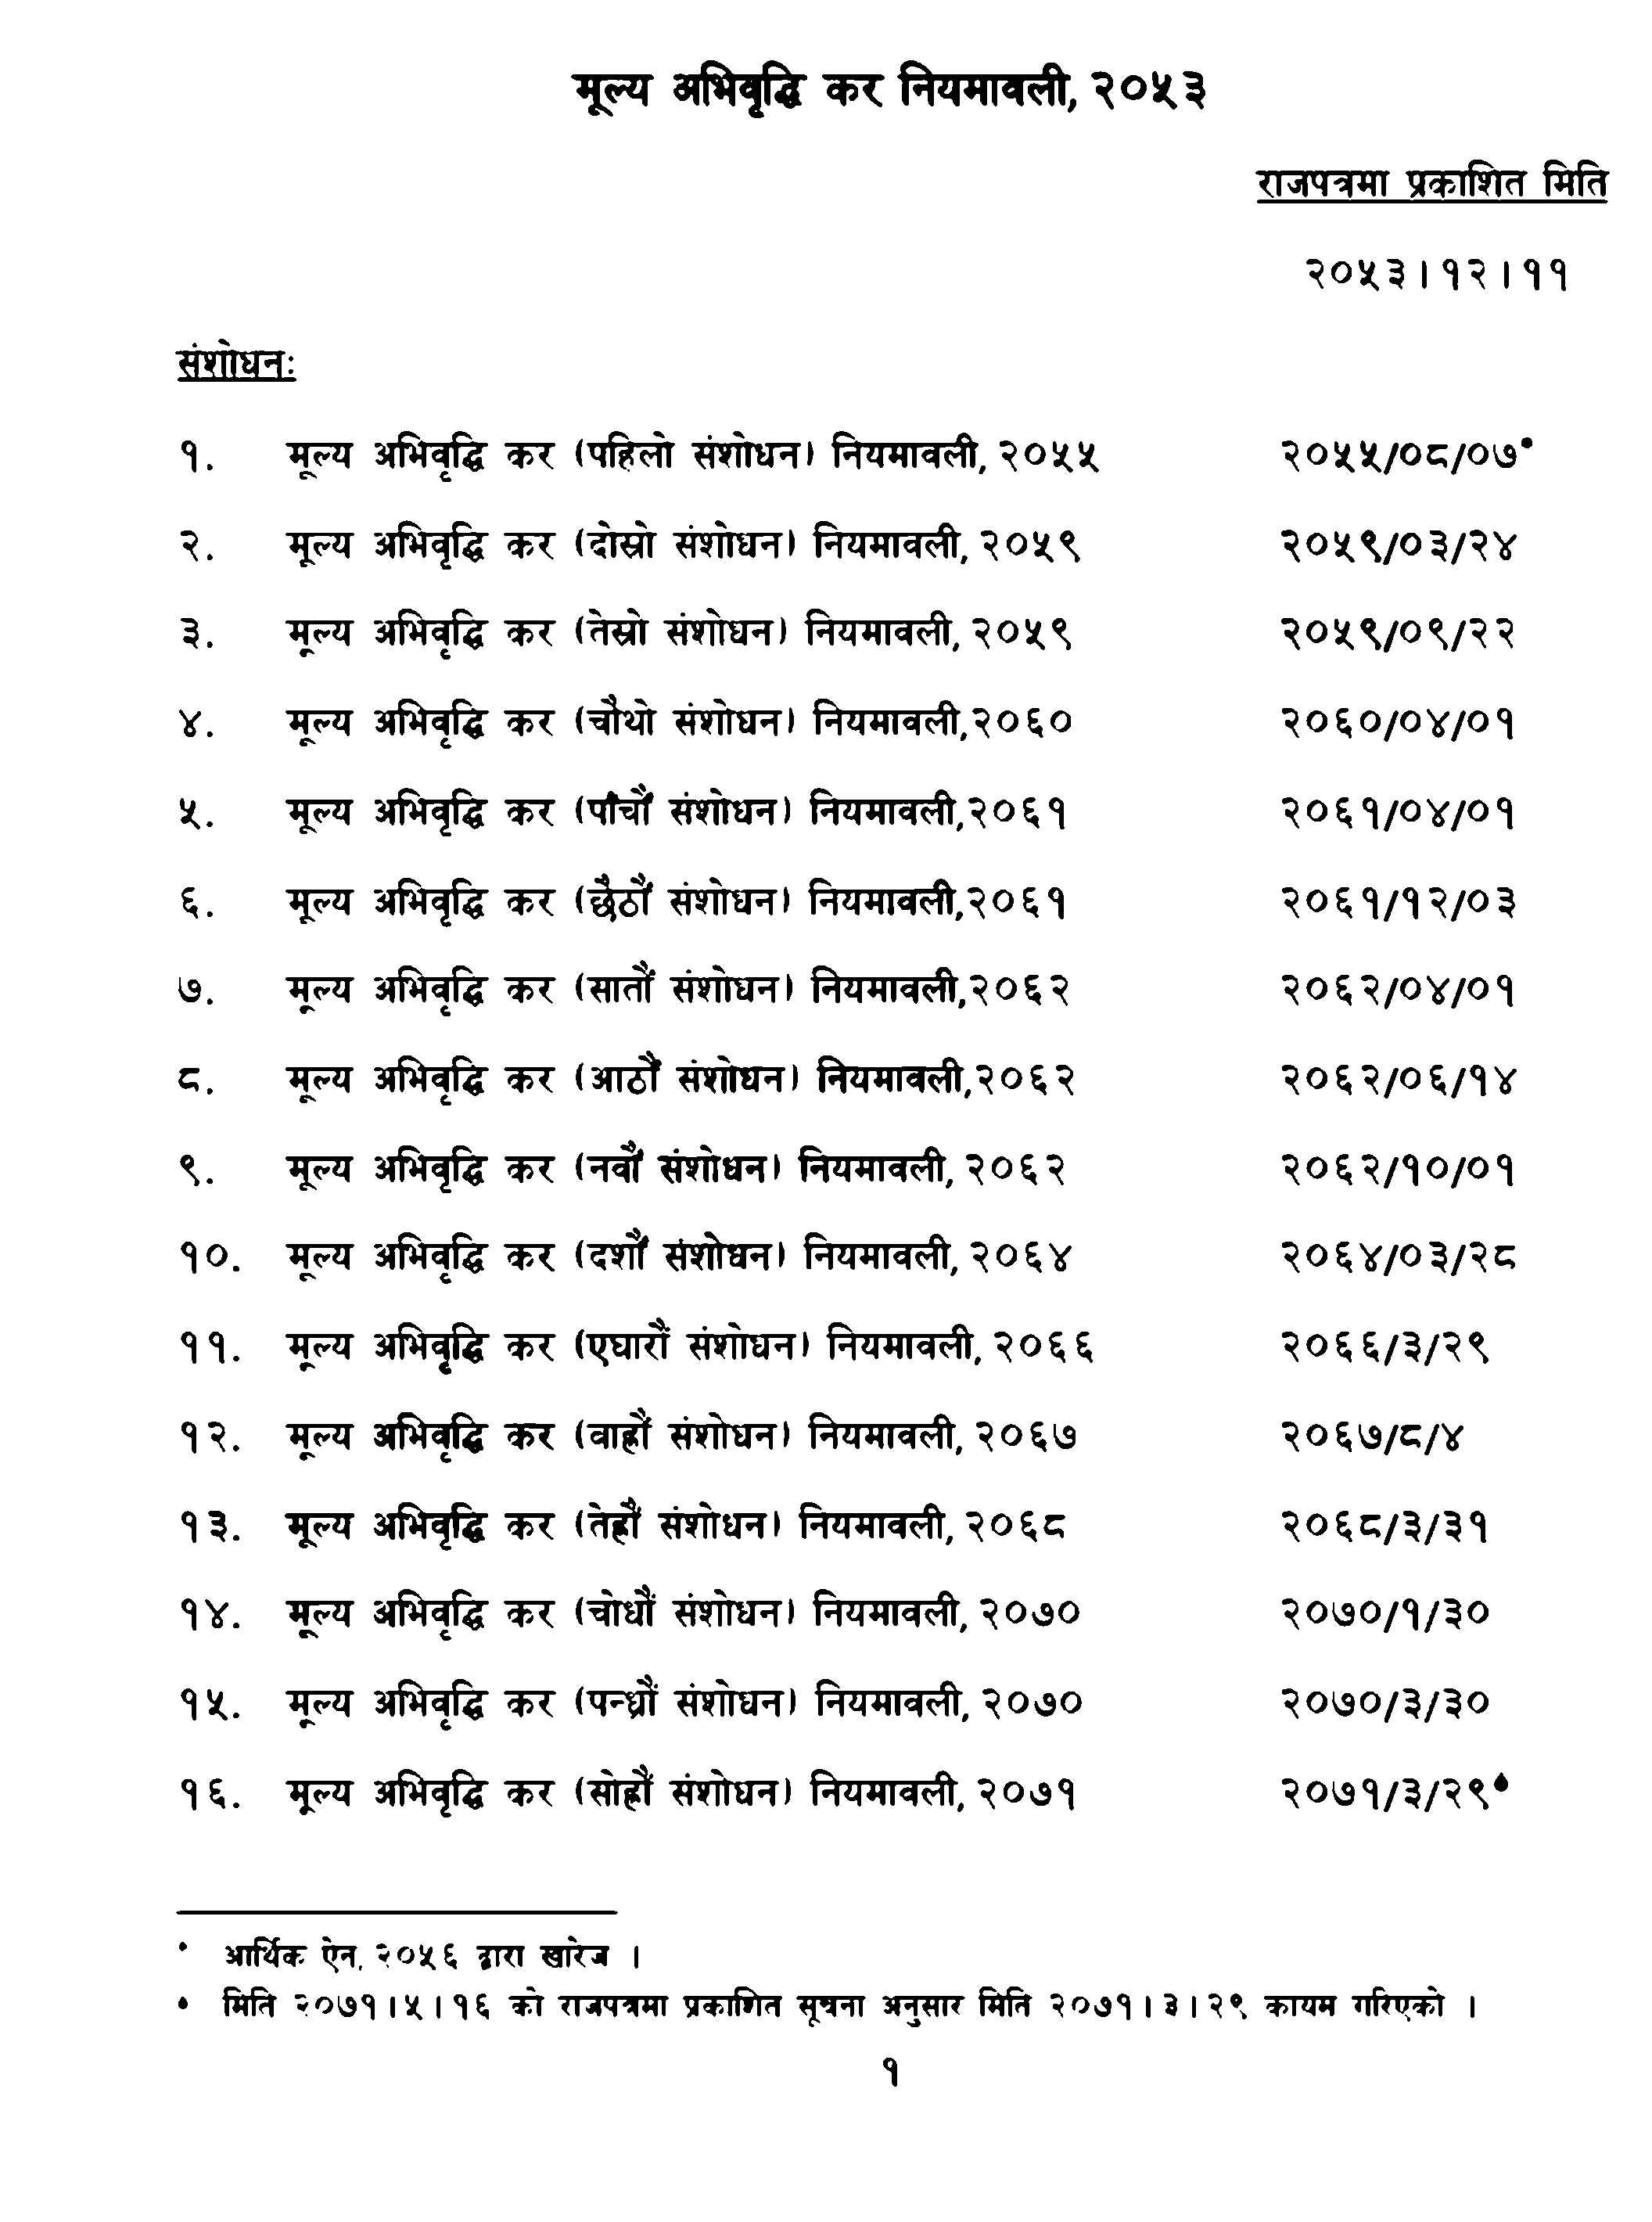 मूल्य अभिवृद्धि कर नियमावली, २०५३
राजपत्रमा प्रकाशित मिति
२०५३।१२।११
संशोधनः
१. मूल्य अभिवृद्धि कर (पहिलो संशोधन) नियमावली, २०५५ २०५५/०८/०७•
२. मूल्य अभिवृद्धि कर (दोस्रो संशोधन) नियमावली, २०५९ २०५९/०३/२४
३. मूल्य अभिवृद्धि कर (तेस्रो संशोधन) नियमावली, २०५९ २०५९/०९/२२
४. मूल्य अभिवृद्धि कर (चौथो संशोधन) नियमावली,२०६० २०६०/०४/०१
५. मूल्य अभिवृद्धि कर (पाँचौं संशोधन) नियमावली,२०६१ २०६१/०४/०१
६. मूल्य अभिवृद्धि कर (छैठौं संशोधन) नियमावली,२०६१ २०६१/१२/०३
७. मूल्य अभिवृद्धि कर (सातौं संशोधन) नियमावली,२०६२ २०६२/०४/०१
८. मूल्य अभिवृद्धि कर (आठौं संशोधन) नियमावली,२०६२ २०६२/०६/१४
९. मूल्य अभिवृद्धि कर (नवौं संशोधन) नियमावली, २०६२ २०६२/१०/०१
१०. मूल्य अभिवृद्धि कर (दशौं संशोधन) नियमावली, २०६४ २०६४/०३/२८
११. मूल्य अभिवृद्धि कर (एघारौं संशोधन) नियमावली, २०६६ २०६६/३/२९
१२. मूल्य अभिवृद्धि कर (वाह्रौं संशोधन) नियमावली, २०६७ २०६७/८/४
१३. मूल्य अभिवृद्धि कर (तेह्रौं संशोधन) नियमावली, २०६८ २०६८/३/३१
१४. मूल्य अभिवृद्धि कर (चोधौं संशोधन) नियमावली, २०७० २०७०/१/३०
१५. मूल्य अभिवृद्धि कर (पन्ध्रौं संशोधन) नियमावली, २०७० २०७०/३/३०
१६. मूल्य अभिवृद्धि कर (सोह्रौं संशोधन) नियमावली, २०७१ २०७१/३/२९♦
• आर्थिक ऐन, २०५६ द्वारा खारेज ।
♦ मिति २०७१।५।१६ को राजपत्रमा प्रकाशित सूचना अनुसार मिति २०७१।३।२९ कायम गरिएको ।
१